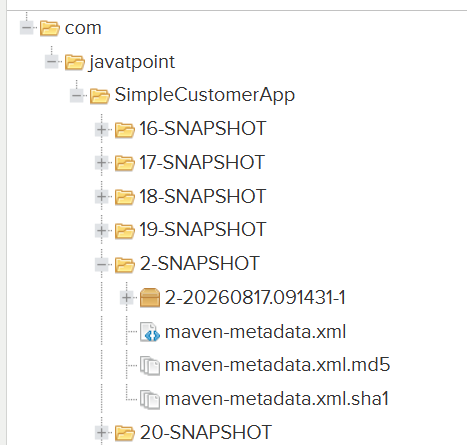 com
javatpoint
SimpleCustomerApp
16-SNAPSHOT
17-SNAPSHOT
18-SNAPSHOT
19-SNAPSHOT
2-SNAPSHOT
2-20260817.091431-1
maven-metadata.xml
maven-metadata.xml.md5
maven-metadata.xml.sha1
20-SNAPSHOT